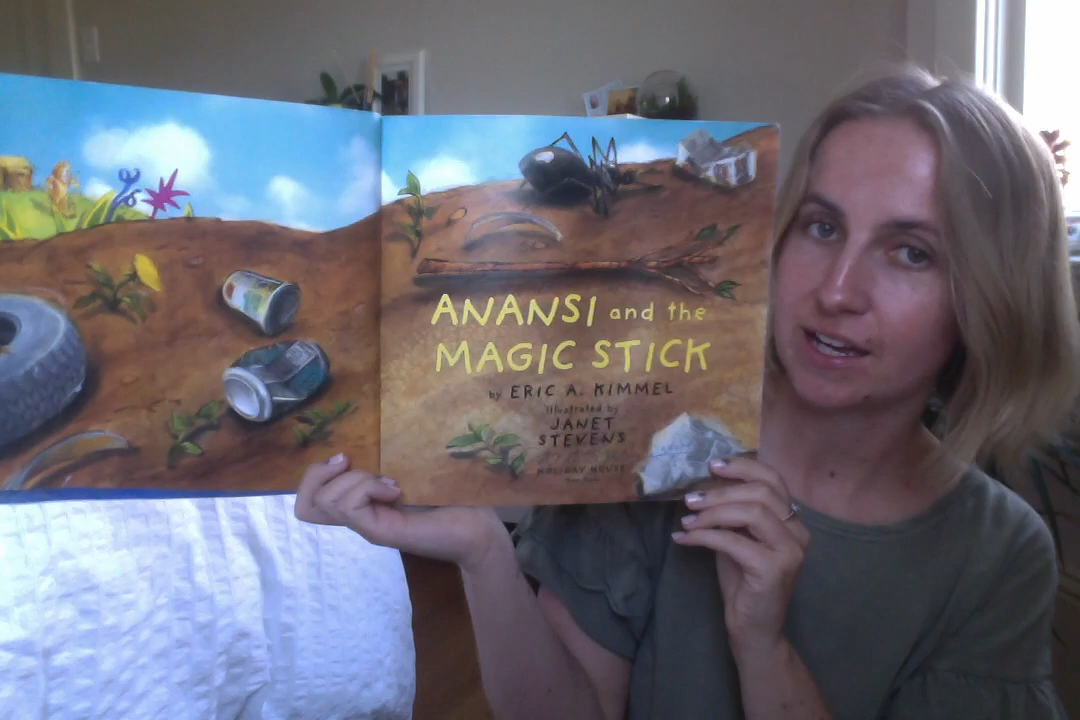 ANANSI and the
MAGIC STICK
by ERIC A. KIMMEL
illustrated by
JANET
STEVENS
HOLIDAY HOUSE